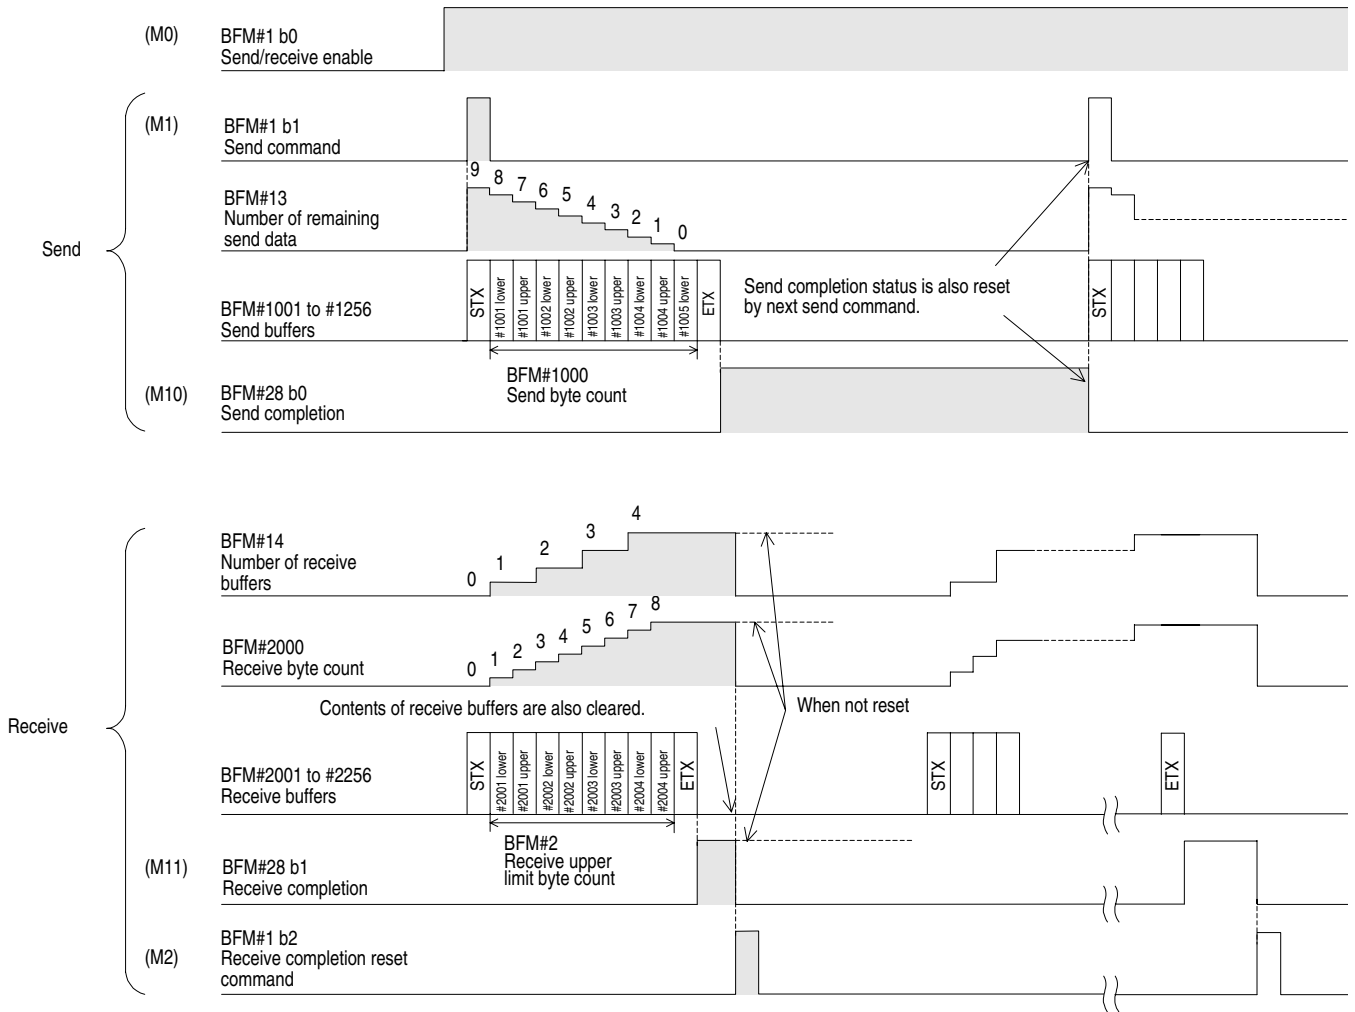 (M0)
BFM#1 b0
Send/receive enable
Send
(M1)
BFM#1 b1
Send command
BFM#13
Number of remaining
send data
9 8 7 6 5 4 3 2 1 0
BFM#1001 to #1256
Send buffers
STX
#1001 lower
#1001 upper
#1002 lower
#1002 upper
#1003 lower
#1003 upper
#1004 lower
#1004 upper
#1005 lower
ETX
Send completion status is also reset
by next send command.
STX
BFM#1000
Send byte count
(M10)
BFM#28 b0
Send completion
Receive
BFM#14
Number of receive
buffers
0 1 2 3 4
BFM#2000
Receive byte count
0 1 2 3 4 5 6 7 8
Contents of receive buffers are also cleared.
When not reset
BFM#2001 to #2256
Receive buffers
STX
#2001 lower
#2001 upper
#2002 lower
#2002 upper
#2003 lower
#2003 upper
#2004 lower
#2004 upper
ETX
STX
ETX
BFM#2
Receive upper
limit byte count
(M11)
BFM#28 b1
Receive completion
(M2)
BFM#1 b2
Receive completion reset
command